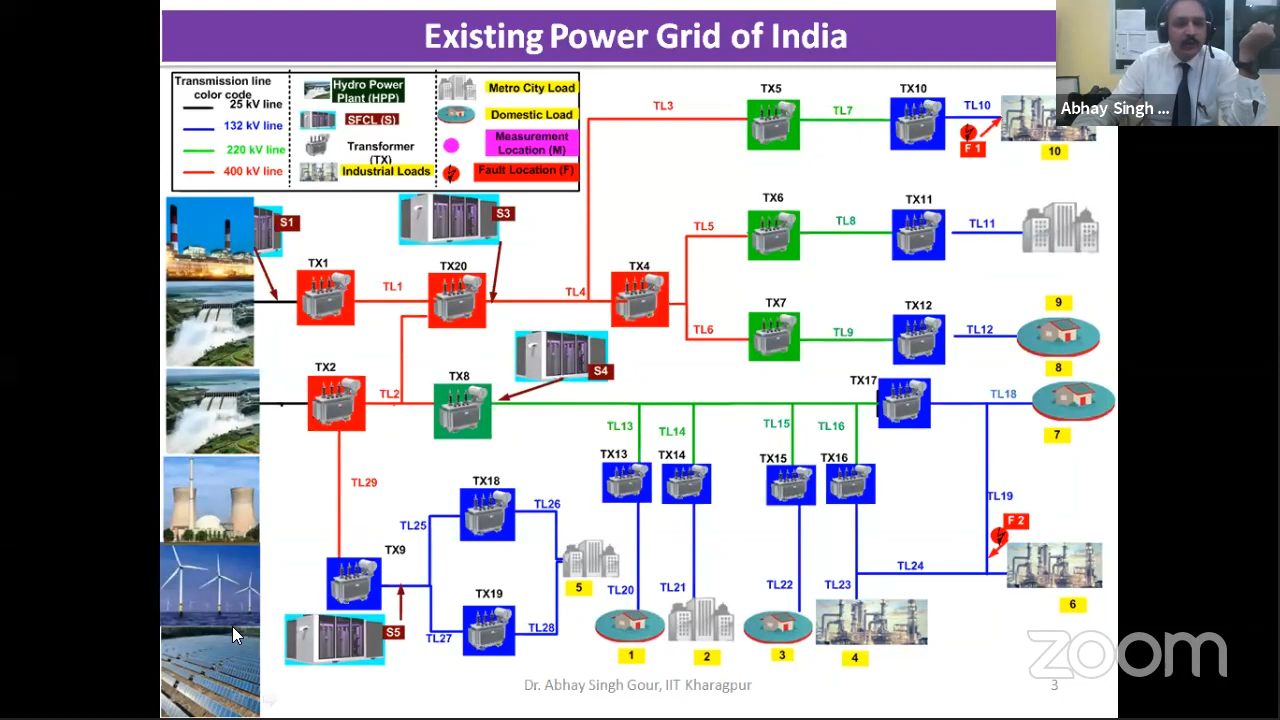 Existing Power Grid of India
Abhay Singh ...
Transmission line
color code
25 kV line
132 kV line
220 kV line
400 kV line
Hydro Power
Plant (HPP)
SFCL (S)
Transformer
(TX)
Industrial Loads
Metro City Load
Domestic Load
Measurement
Location (M)
Fault Location (F)
TL3
TX5
TL7
TX10
TL10
F 1
10
S1
S3
TX6
TL5
TL8
TX11
TL11
TX1
TL1
TX20
TL4
TX4
TX7
TL6
TL9
TX12
TL12
9
8
S4
TX2
TL2
TX8
TX17
TL18
7
TL13
TL14
TL15
TL16
TX13
TX14
TX15
TX16
TL29
TX18
TL26
TL25
TL19
F 2
TX9
5
TL24
TL20
TL21
TL22
TL23
6
TX19
S5
TL27
TL28
1
2
3
4
zoom
Dr. Abhay Singh Gour, IIT Kharagpur
3